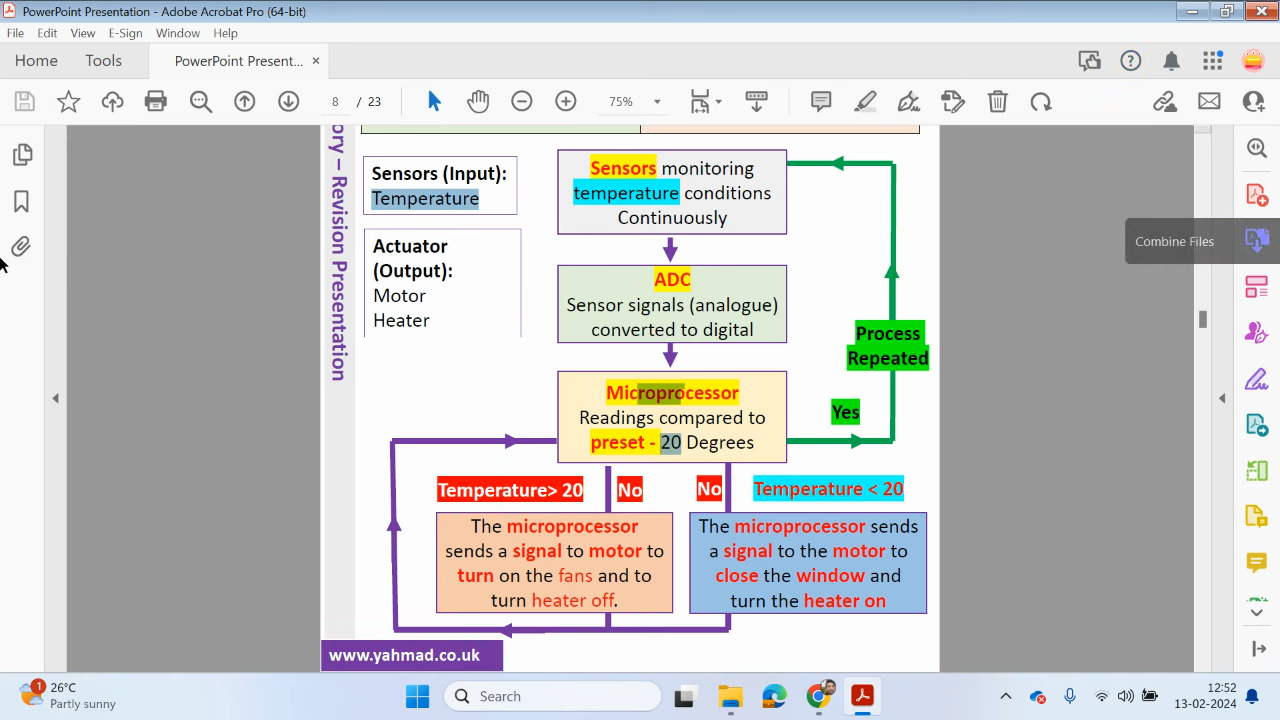 PowerPoint Presentation - Adobe Acrobat Pro (64-bit)
File Edit View E-Sign Window Help
Home Tools PowerPoint Present... ×
8 / 23 75%
ory – Revision Presentation
Sensors (Input):
Temperature
Actuator
(Output):
Motor
Heater
Sensors monitoring
temperature conditions
Continuously
ADC
Sensor signals (analogue)
converted to digital
Microprocessor
Readings compared to
preset - 20 Degrees
Yes
Process
Repeated
Combine Files
Temperature> 20
No
No
Temperature < 20
The microprocessor
sends a signal to motor to
turn on the fans and to
turn heater off.
The microprocessor sends
a signal to the motor to
close the window and
turn the heater on
www.yahmad.co.uk
1
26°C
Partly sunny
Search
12:52
13-02-2024